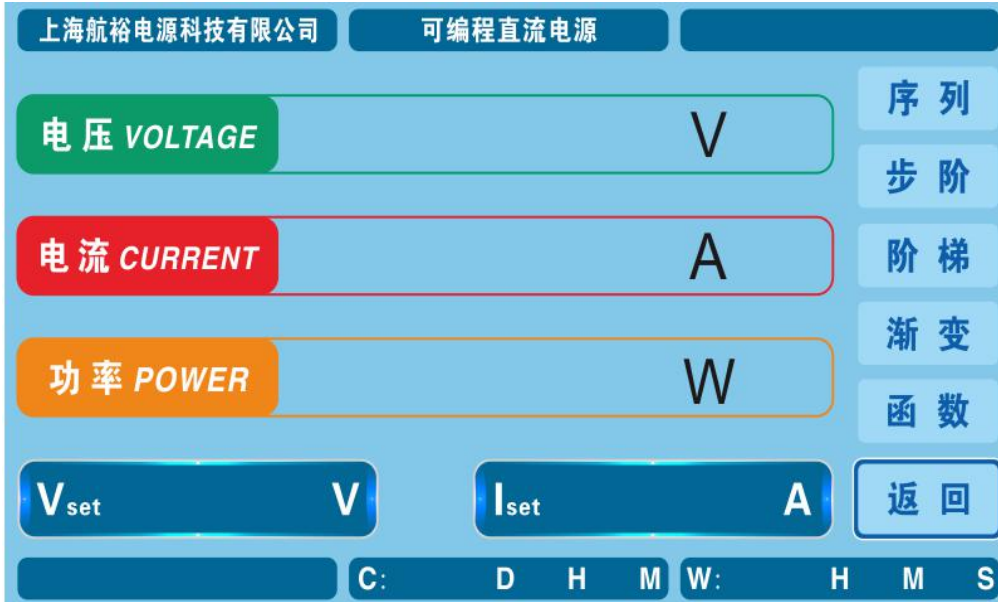 上海航裕电源科技有限公司 可编程直流电源
电压 VOLTAGE V
电流 CURRENT A
功率 POWER W
序列
步阶
阶梯
渐变
函数
返回
Vset V Iset A
C: D H M W: H M S